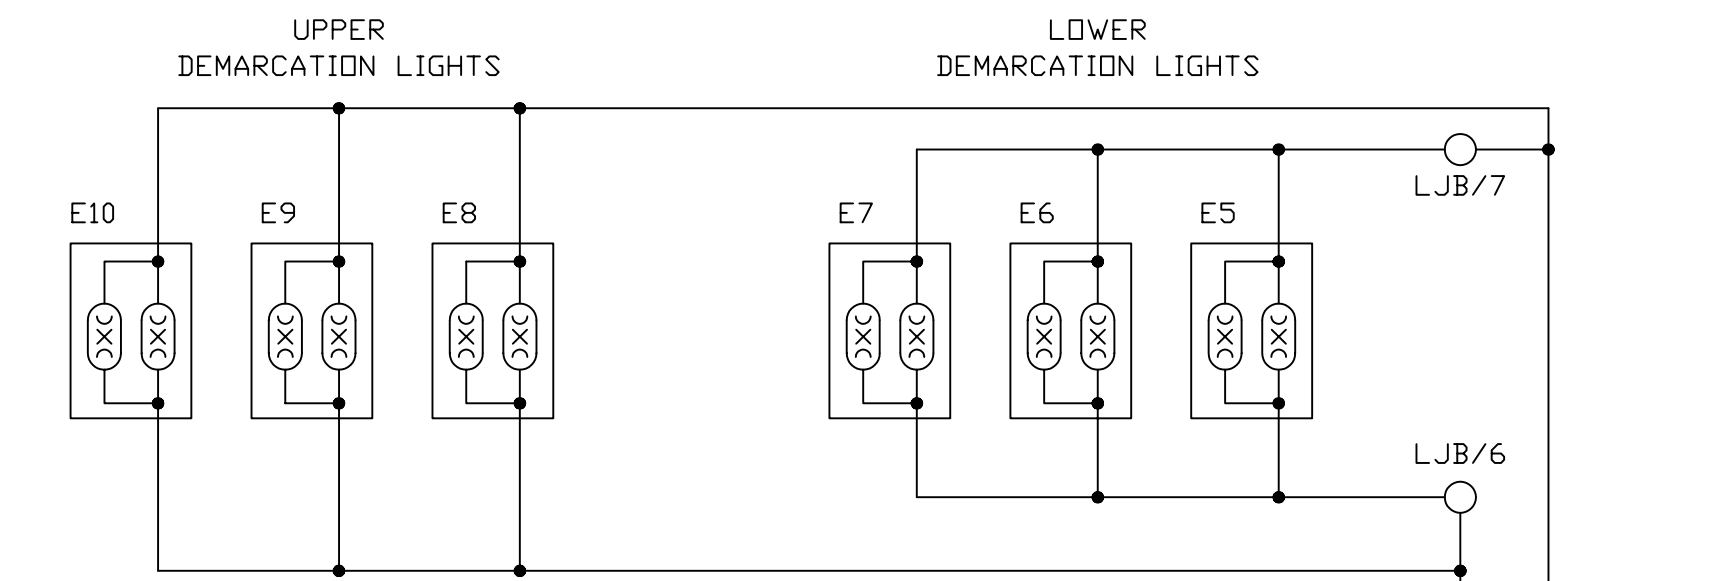 UPPER
DEMARCATION LIGHTS
LOWER
DEMARCATION LIGHTS
LJB/7
E10
E9
E8
E7
E6
E5
LJB/6